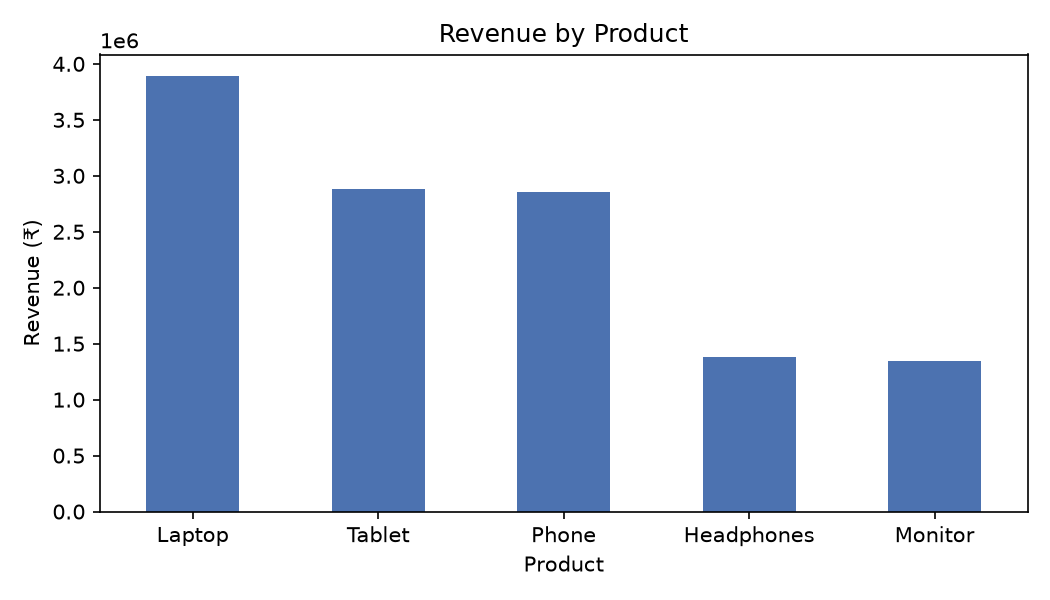 Revenue by Product
1e6
4.0
3.5
3.0
2.5
2.0
1.5
1.0
0.5
0.0
Revenue (₹)
Laptop Tablet Phone Headphones Monitor
Product